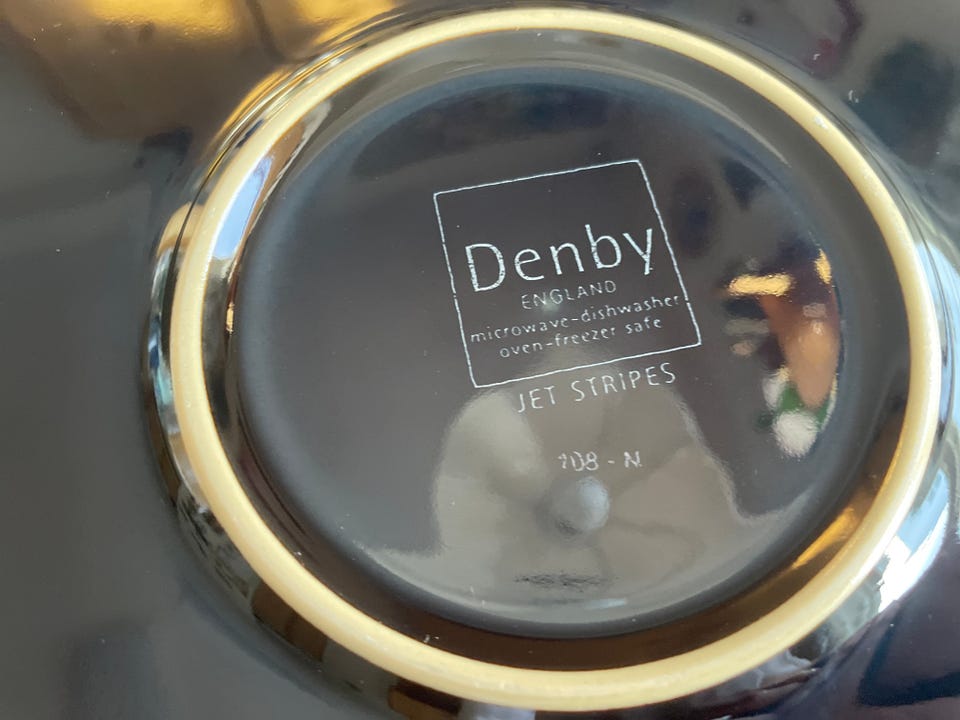 Denby
ENGLAND
microwave-dishwasher
oven-freezer safe
JET STRIPES
108 - N